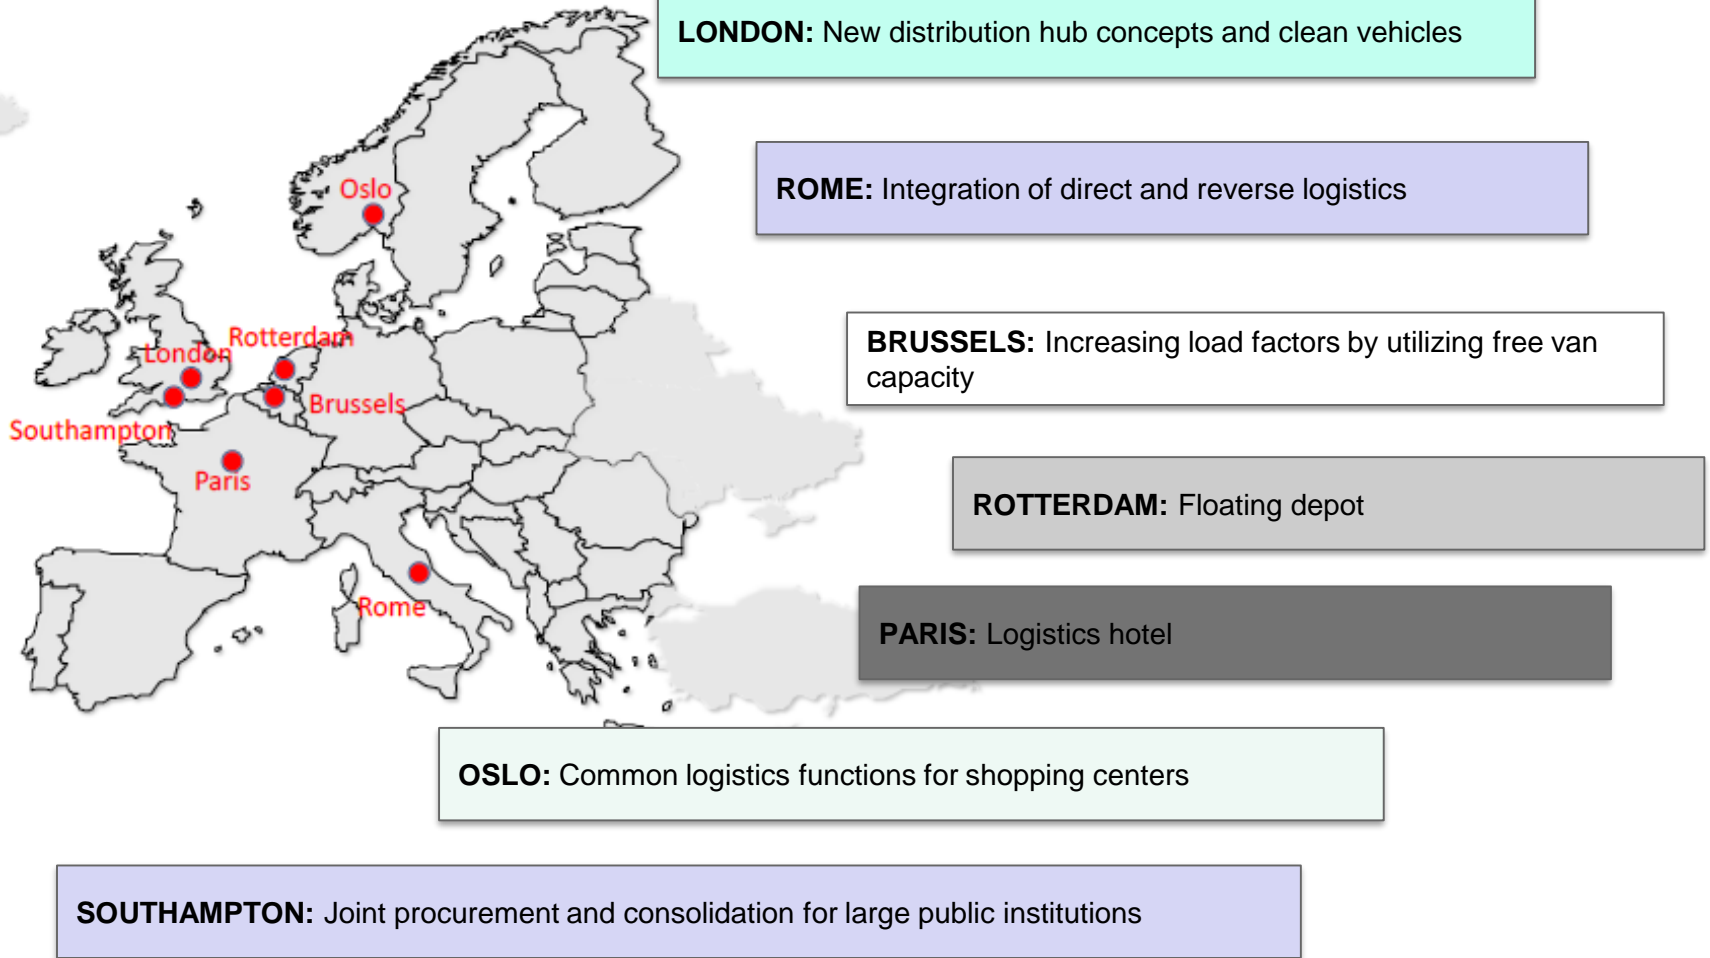 LONDON: New distribution hub concepts and clean vehicles
ROME: Integration of direct and reverse logistics
Oslo
BRUSSELS: Increasing load factors by utilizing free van
capacity
Rotterdam
London
Brussels
Southampton
Paris
ROTTERDAM: Floating depot
Rome
PARIS: Logistics hotel
OSLO: Common logistics functions for shopping centers
SOUTHAMPTON: Joint procurement and consolidation for large public institutions